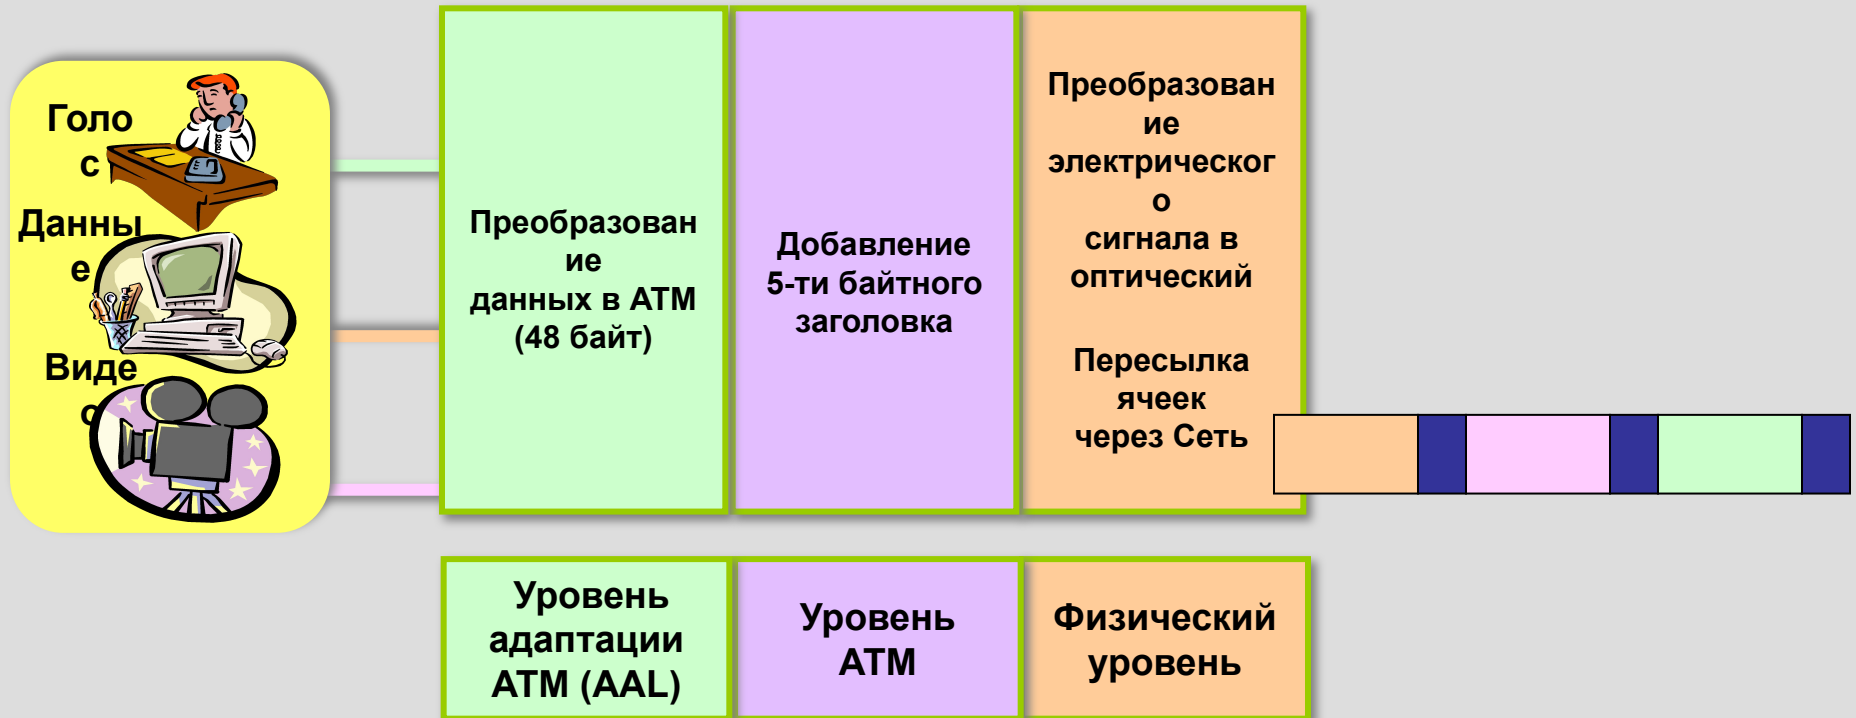 Голо
с
Данны
е
Виде
о
Преобразован
ие
данных в АТМ
(48 байт)
Добавление
5-ти байтного
заголовка
Преобразован
ие
электрическог
о
сигнала в
оптический
Пересылка
ячеек
через Сеть
Уровень
адаптации
АТМ (AAL)
Уровень
АТМ
Физический
уровень